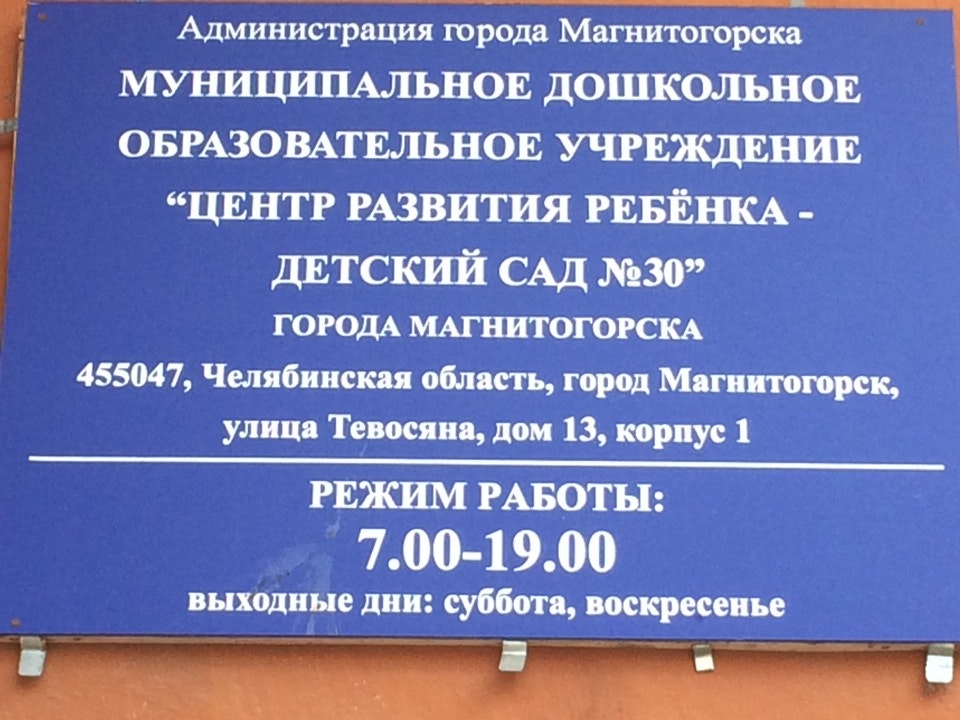 Администрация города Магнитогорска
МУНИЦИПАЛЬНОЕ ДОШКОЛЬНОЕ
ОБРАЗОВАТЕЛЬНОЕ УЧРЕЖДЕНИЕ
“ЦЕНТР РАЗВИТИЯ РЕБЁНКА -
ДЕТСКИЙ САД №30”
ГОРОДА МАГНИТОГОРСКА
455047, Челябинская область, город Магнитогорск,
улица Тевосяна, дом 13, корпус 1
РЕЖИМ РАБОТЫ:
7.00-19.00
выходные дни: суббота, воскресенье